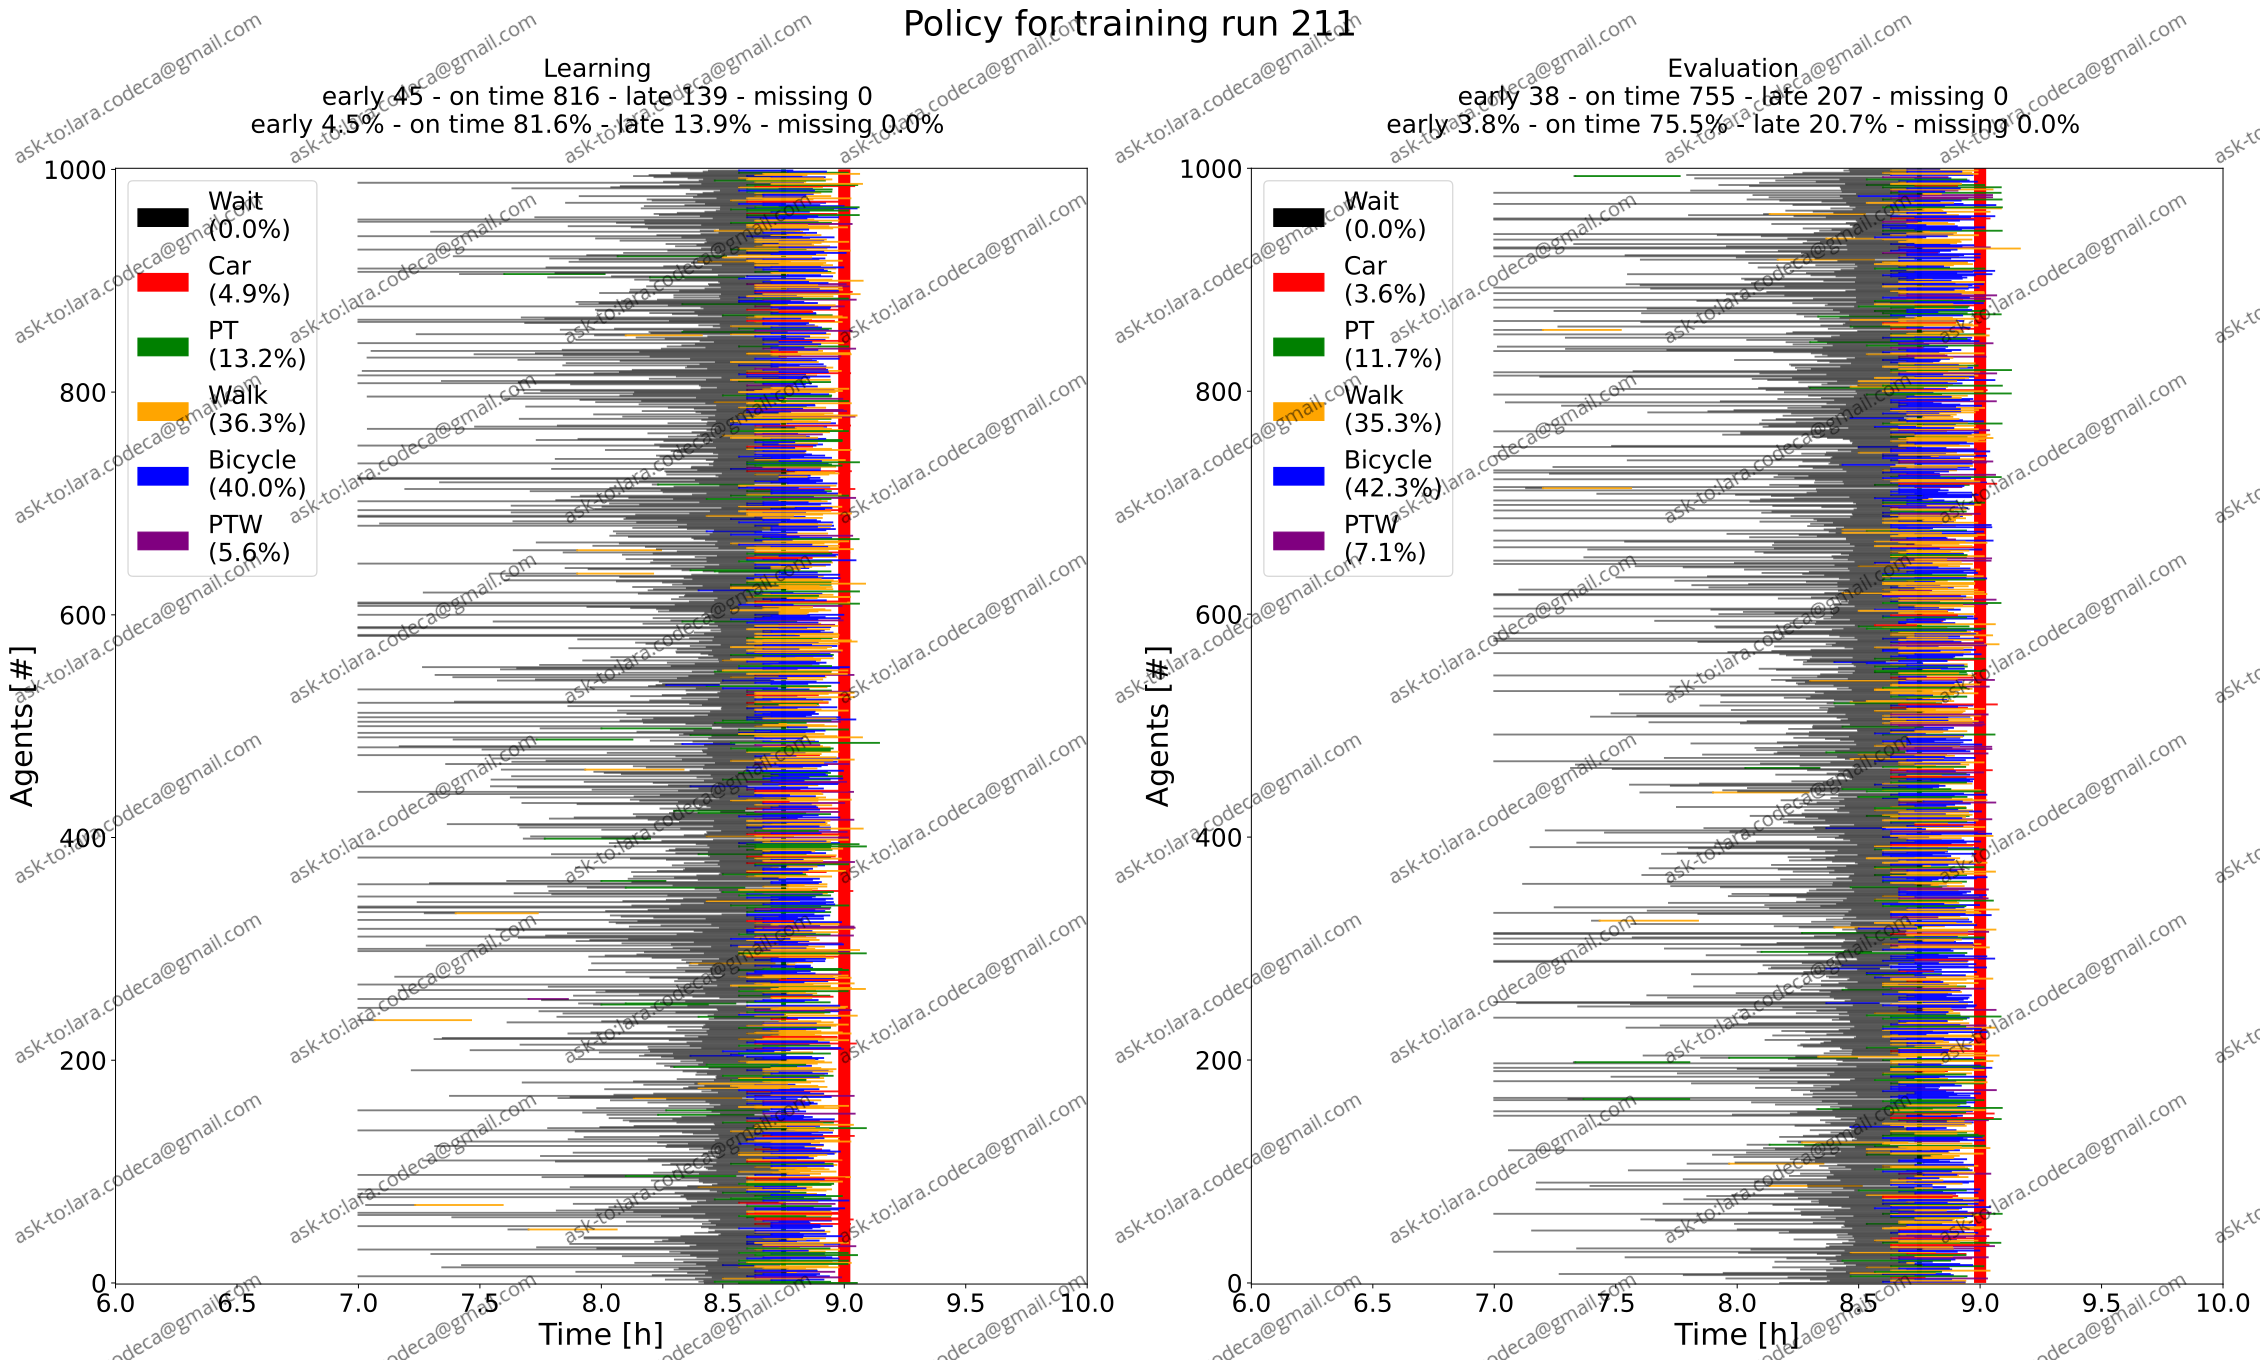 Policy for training run 211
Learning
early 45 - on time 816 - late 139 - missing 0
early 4.5% - on time 81.6% - late 13.9% - missing 0.0%
Evaluation
early 38 - on time 755 - late 207 - missing 0
early 3.8% - on time 75.5% - late 20.7% - missing 0.0%
1000
800
600
400
200
0
Agents [#]
Wait
(0.0%)
Car
(4.9%)
PT
(13.2%)
Walk
(36.3%)
Bicycle
(40.0%)
PTW
(5.6%)
6.0 6.5 7.0 7.5 8.0 8.5 9.0 9.5 10.0
Time [h]
1000
800
600
400
200
0
Agents [#]
Wait
(0.0%)
Car
(3.6%)
PT
(11.7%)
Walk
(35.3%)
Bicycle
(42.3%)
PTW
(7.1%)
6.0 6.5 7.0 7.5 8.0 8.5 9.0 9.5 10.0
Time [h]
ask-to:lara.codeca@gmail.com